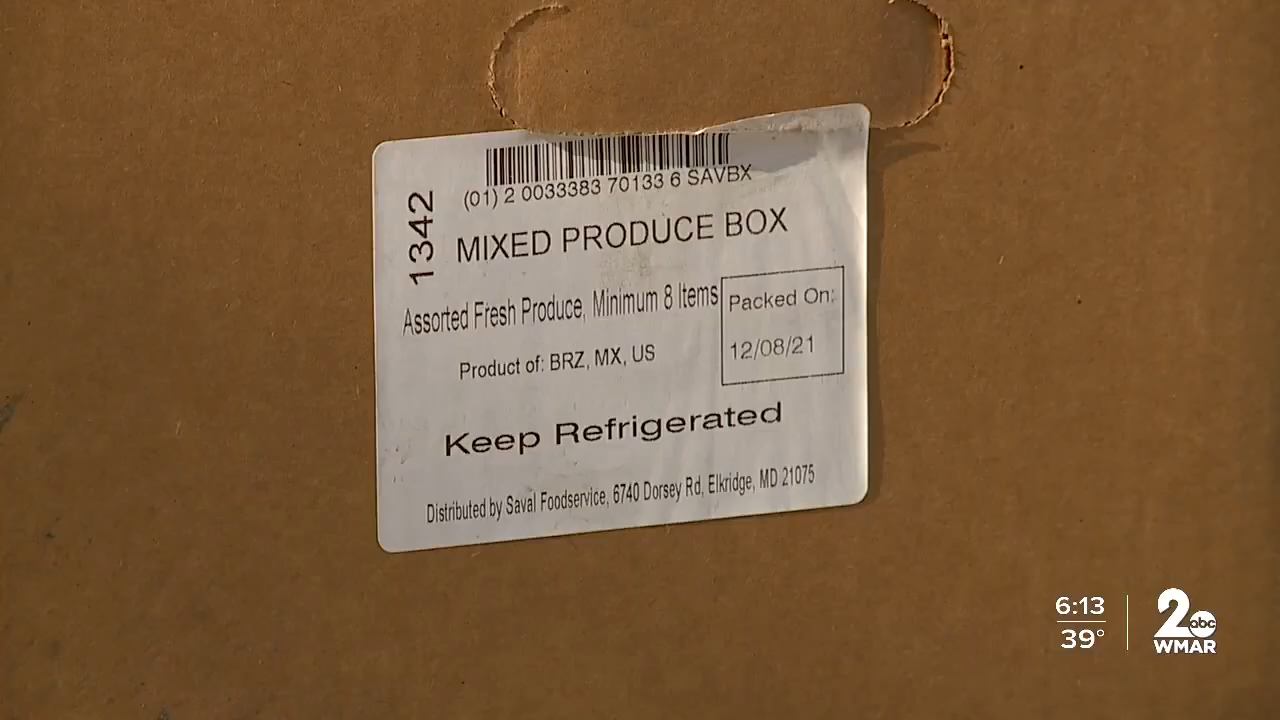 (01) 2 0033383 70133 6 SAVBX
1342
MIXED PRODUCE BOX
Assorted Fresh Produce, Minimum 8 Items
Packed On:
12/08/21
Product of: BRZ, MX, US
Keep Refrigerated
Distributed by Saval Foodservice, 6740 Dorsey Rd, Elkridge, MD 21075
6:13
39°
2 abc
WMAR